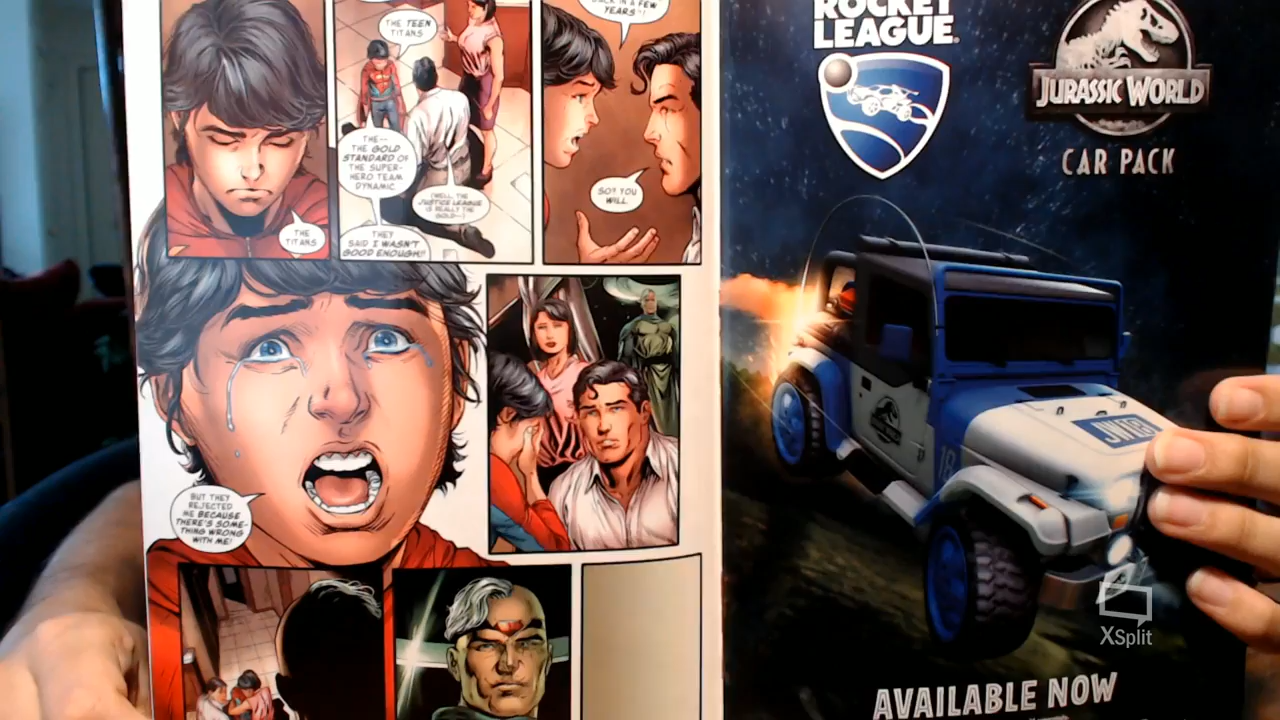 THE
TITANS
THE TEEN
TITANS
THE--
THE GOLD
STANDARD OF
THE SUPER-
HERO TEAM
DYNAMIC
(WELL, THE
JUSTICE LEAGUE
IS REALLY THE
GOLD--)
THEY
SAID I WASN'T
GOOD ENOUGH!
BACK IN A FEW
YEARS"!
SO? YOU
WILL.
BUT THEY
REJECTED
ME BECAUSE
THERE'S SOME-
THING WRONG
WITH ME!
ROCKET
LEAGUE
JURASSIC WORLD
CAR PACK
JW18
18
AVAILABLE NOW
XSplit